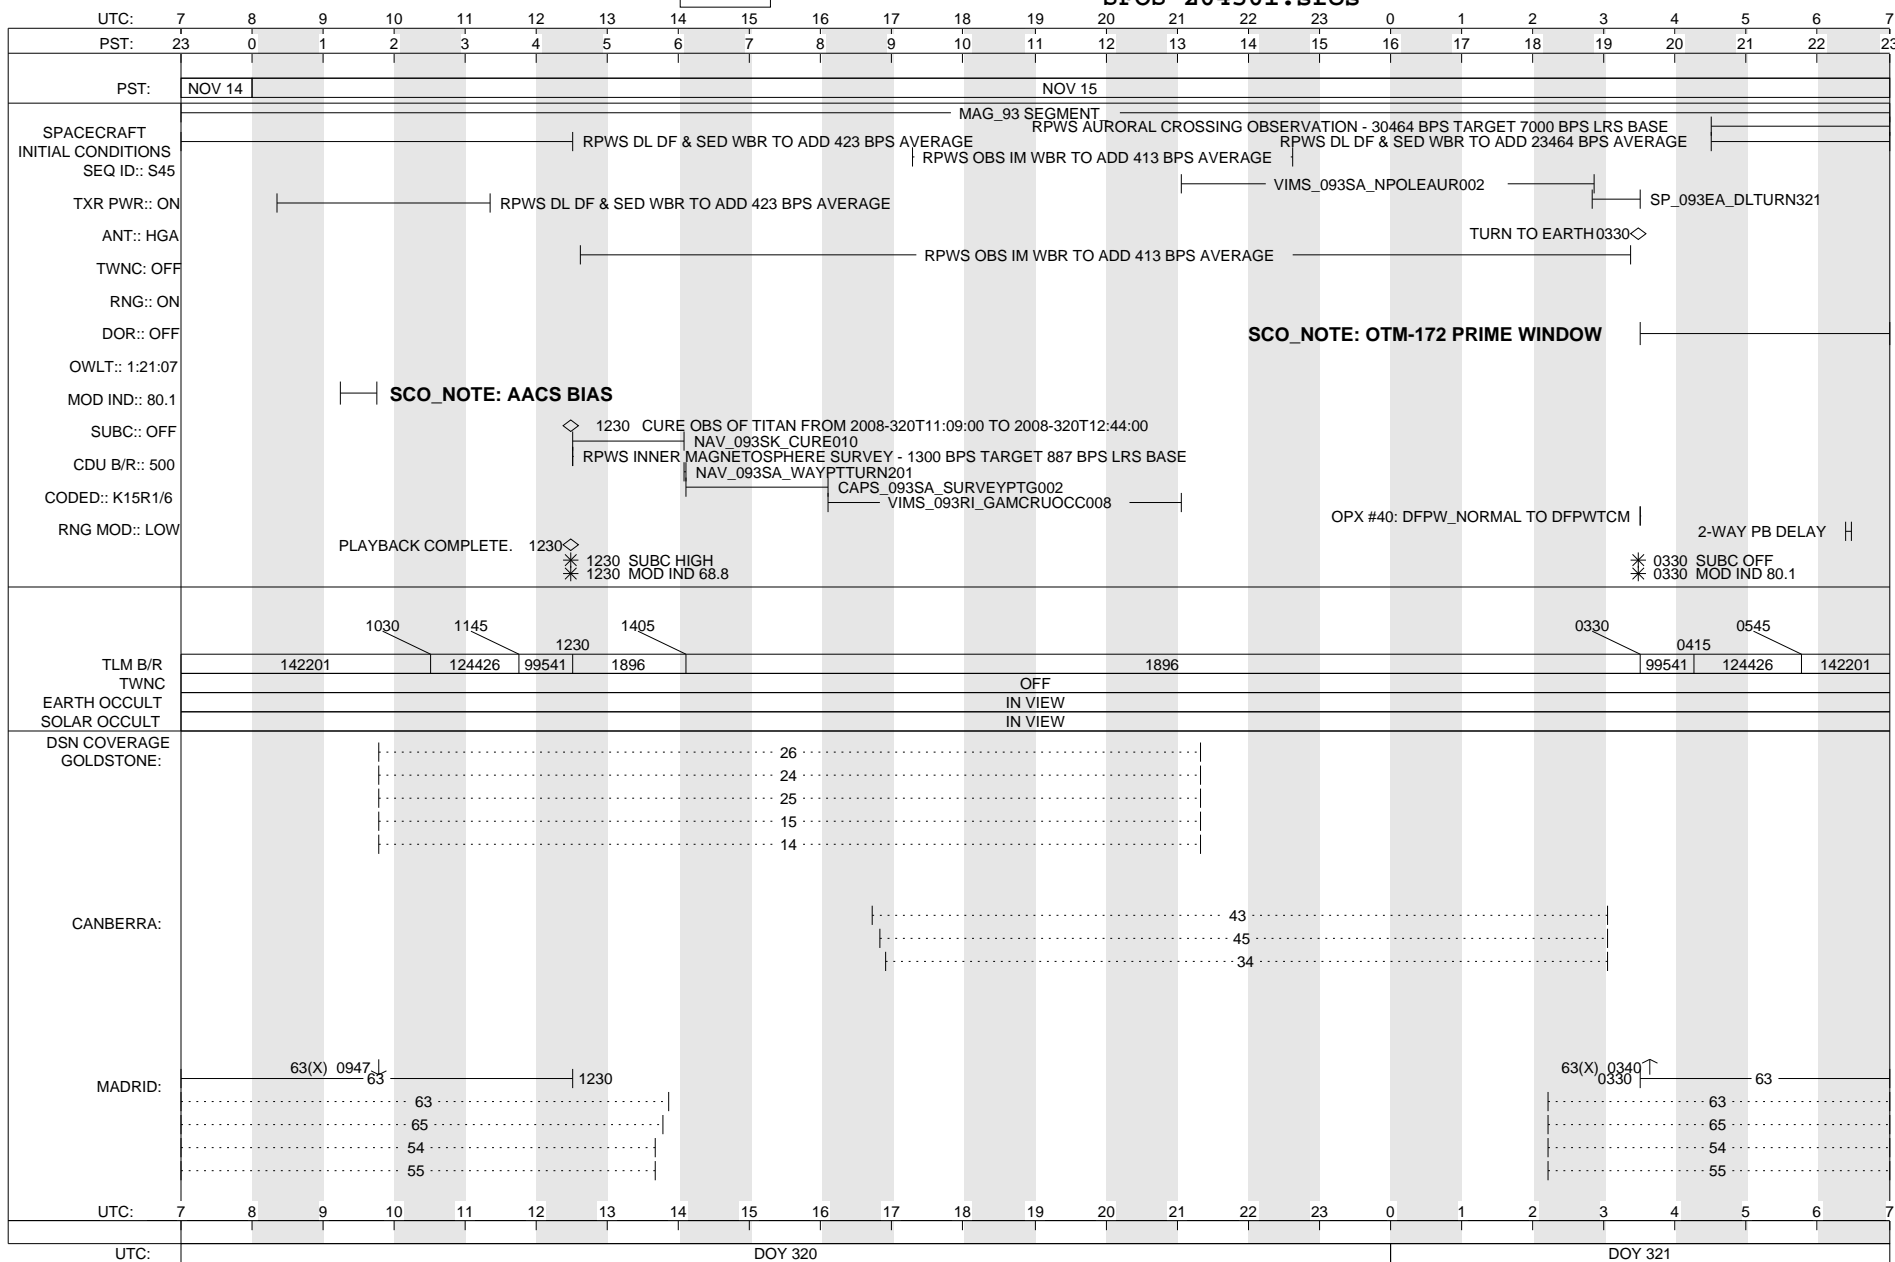 UTC: 7 8 9 10 11 12 13 14 15 16 17 18 19 20 21 22 23 0 1 2 3 4 5 6 7
PST: 23 0 1 2 3 4 5 6 7 8 9 10 11 12 13 14 15 16 17 18 19 20 21 22 23
PST: NOV 14 NOV 15
MAG_93 SEGMENT
RPWS AURORAL CROSSING OBSERVATION - 30464 BPS TARGET 7000 BPS LRS BASE
SPACECRAFT
INITIAL CONDITIONS
RPWS DL DF & SED WBR TO ADD 423 BPS AVERAGE
RPWS DL DF & SED WBR TO ADD 23464 BPS AVERAGE
RPWS OBS IM WBR TO ADD 413 BPS AVERAGE
SEQ ID:: S45
VIMS_093SA_NPOLEAUR002
TXR PWR:: ON
RPWS DL DF & SED WBR TO ADD 423 BPS AVERAGE
SP_093EA_DLTURN321
ANT:: HGA
TURN TO EARTH 0330
RPWS OBS IM WBR TO ADD 413 BPS AVERAGE
TWNC: OFF
RNG:: ON
DOR:: OFF
SCO_NOTE: OTM-172 PRIME WINDOW
OWLT:: 1:21:07
MOD IND:: 80.1
SCO_NOTE: AACS BIAS
SUBC:: OFF
1230 CURE OBS OF TITAN FROM 2008-320T11:09:00 TO 2008-320T12:44:00
NAV_093SK_CURE010
RPWS INNER MAGNETOSPHERE SURVEY - 1300 BPS TARGET 887 BPS LRS BASE
CDU B/R:: 500
NAV_093SA_WAYPTTURN201
CAPS_093SA_SURVEYPTG002
CODED:: K15R1/6
VIMS_093RI_GAMCRUOCC008
OPX #40: DFPW_NORMAL TO DFPWTCM
RNG MOD:: LOW
2-WAY PB DELAY
PLAYBACK COMPLETE. 1230
1230 SUBC HIGH
0330 SUBC OFF
1230 MOD IND 68.8
0330 MOD IND 80.1
1030 1145 1230 1405 0330 0415 0545
TLM B/R 142201 124426 99541 1896 1896 99541 124426 142201
TWNC OFF
EARTH OCCULT IN VIEW
SOLAR OCCULT IN VIEW
DSN COVERAGE
GOLDSTONE:
26
24
25
15
14
CANBERRA:
43
45
34
MADRID:
63(X) 0947
63 1230
63(X) 0340
0330 63
63 63
65 65
54 54
55 55
UTC: 7 8 9 10 11 12 13 14 15 16 17 18 19 20 21 22 23 0 1 2 3 4 5 6 7
UTC: DOY 320 DOY 321